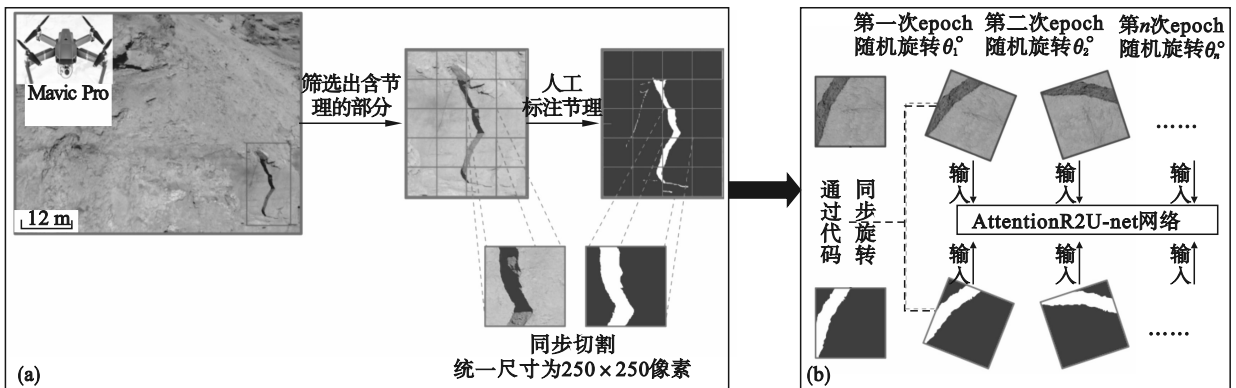 Mavic Pro
12 m
筛选出含节
理的部分
人工
标注节理
同步切割
统一尺寸为250×250像素
(a)
第一次epoch
随机旋转θ₁°
第二次epoch
随机旋转θ₂°
第n次epoch
随机旋转θₙ°
……
通过代码
同步旋转
输入
输入
输入
AttentionR2U-net网络
输入
输入
输入
……
(b)